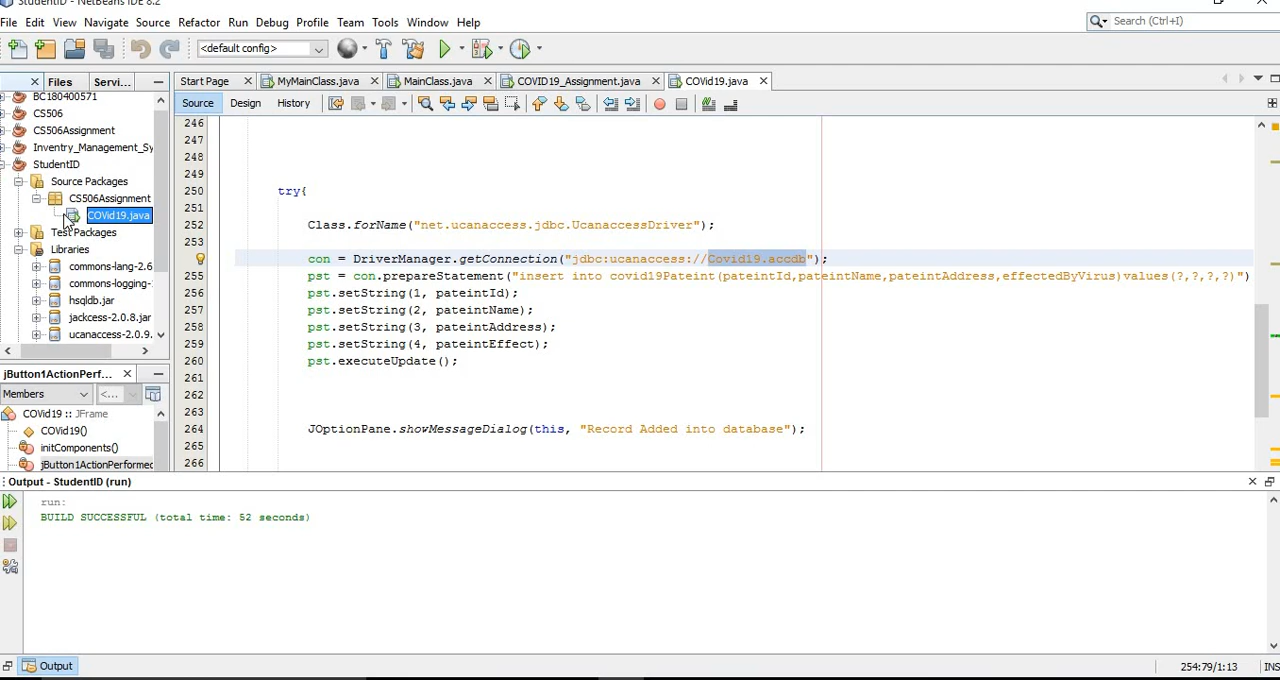 StudentID - NetBeans IDE 8.2
File Edit View Navigate Source Refactor Run Debug Profile Team Tools Window Help
Search (Ctrl+I)
<default config>
Files Servi...
Start Page MyMainClass.java MainClass.java COVID19_Assignment.java COVid19.java
Source Design History
BC180400571
CS506
CS506Assignment
Inventry_Management_Sy
StudentID
Source Packages
CS506Assignment
COVid19.java
Test Packages
Libraries
commons-lang-2.6
commons-logging-
hsqldb.jar
jackcess-2.0.8.jar
ucanaccess-2.0.9.
246
247
248
249
250 try{
251
252 Class.forName("net.ucanaccess.jdbc.UcanaccessDriver");
253
con = DriverManager.getConnection("jdbc:ucanaccess://Covid19.accdb");
255 pst = con.prepareStatement("insert into covid19Pateint(pateintId,pateintName,pateintAddress,effectedByVirus)values(?,?,?,?)")
256 pst.setString(1, pateintId);
257 pst.setString(2, pateintName);
258 pst.setString(3, pateintAddress);
259 pst.setString(4, pateintEffect);
260 pst.executeUpdate();
261
262
263
264 JOptionPane.showMessageDialog(this, "Record Added into database");
265
266
jButton1ActionPerf...
Members <...
COVid19 :: JFrame
COVid19()
initComponents()
jButton1ActionPerformed
Output - StudentID (run)
run:
BUILD SUCCESSFUL (total time: 52 seconds)
Output
254:79/1:13 INS